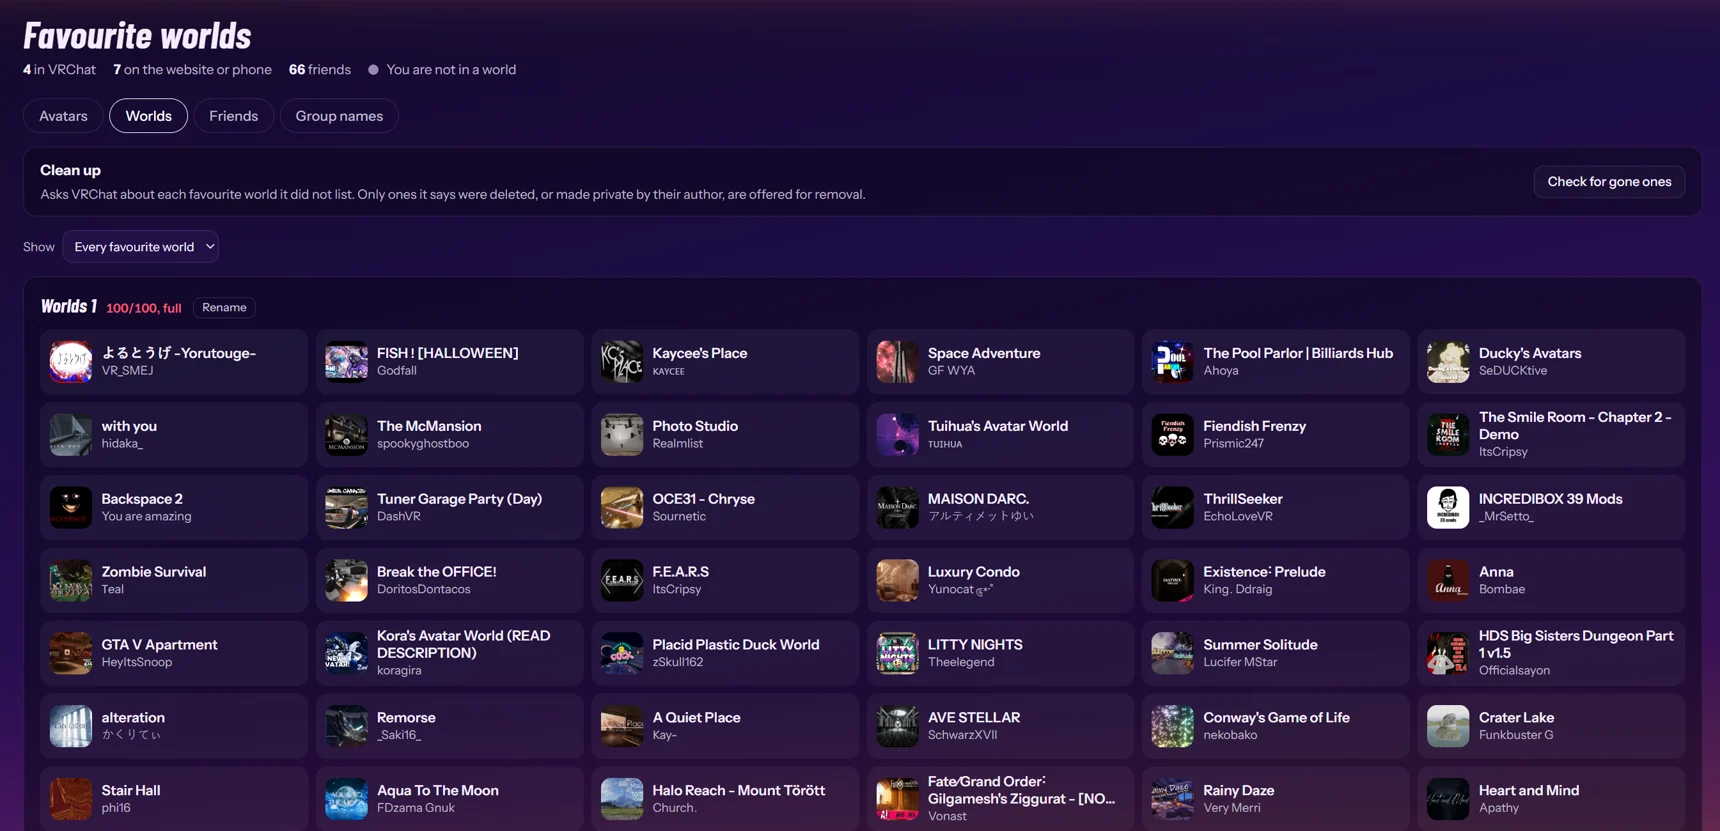 Favourite worlds
4 in VRChat 7 on the website or phone 66 friends You are not in a world
Avatars Worlds Friends Group names
Clean up
Asks VRChat about each favourite world it did not list. Only ones it says were deleted, or made private by their author, are offered for removal.
Check for gone ones
Show Every favourite world
Worlds 1 100/100, full Rename
よるとうげ -Yorutouge-
VR_SMEJ
FISH ! [HALLOWEEN]
Godfall
Kaycee's Place
KAYCEE
Space Adventure
GF WYA
The Pool Parlor | Billiards Hub
Ahoya
Ducky's Avatars
SeDUCKtive
with you
hidaka_
The McMansion
spookyghostboo
Photo Studio
Realmlist
Tuihua's Avatar World
TUIHUA
Fiendish Frenzy
Prismic247
The Smile Room - Chapter 2 -
Demo
ItsCripsy
Backspace 2
You are amazing
Tuner Garage Party (Day)
DashVR
OCE31 - Chryse
Sournetic
MAISON DARC.
アルティメットゆい
ThrillSeeker
EchoLoveVR
INCREDIBOX 39 Mods
_MrSetto_
Zombie Survival
Teal
Break the OFFICE!
DoritosDontacos
F.E.A.R.S
ItsCripsy
Luxury Condo
Yunocat
Existence: Prelude
King. Ddraig
Anna
Bombae
GTA V Apartment
HeyItsSnoop
Kora's Avatar World (READ
DESCRIPTION)
koragira
Placid Plastic Duck World
zSkull162
LITTY NIGHTS
Theelegend
Summer Solitude
Lucifer MStar
HDS Big Sisters Dungeon Part
1 v1.5
Officialsayon
alteration
かくりてぃ
Remorse
_Saki16_
A Quiet Place
Kay-
AVE STELLAR
SchwarzXVII
Conway's Game of Life
nekobako
Crater Lake
Funkbuster G
Stair Hall
phi16
Aqua To The Moon
FDzama Gnuk
Halo Reach - Mount Törött
Church.
Fate⁄Grand Order:
Gilgamesh's Ziggurat - [NO...
Vonast
Rainy Daze
Very Merri
Heart and Mind
Apathy